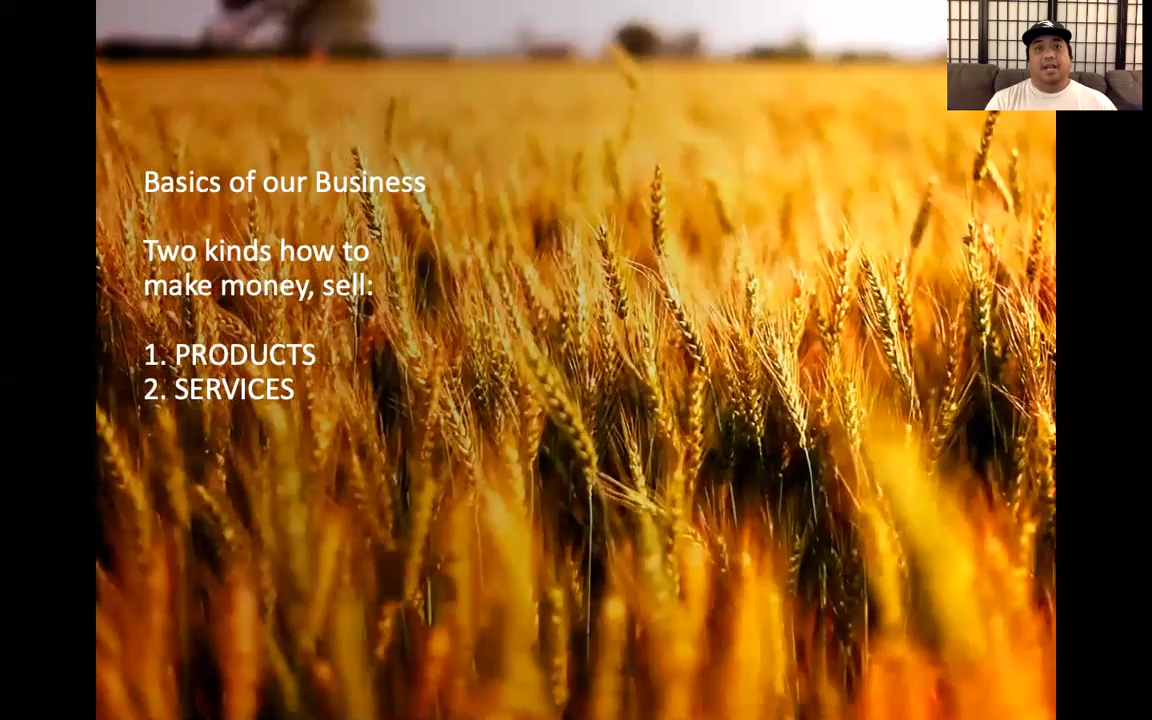 Basics of our Business
Two kinds how to
make money, sell:
1. PRODUCTS
2. SERVICES